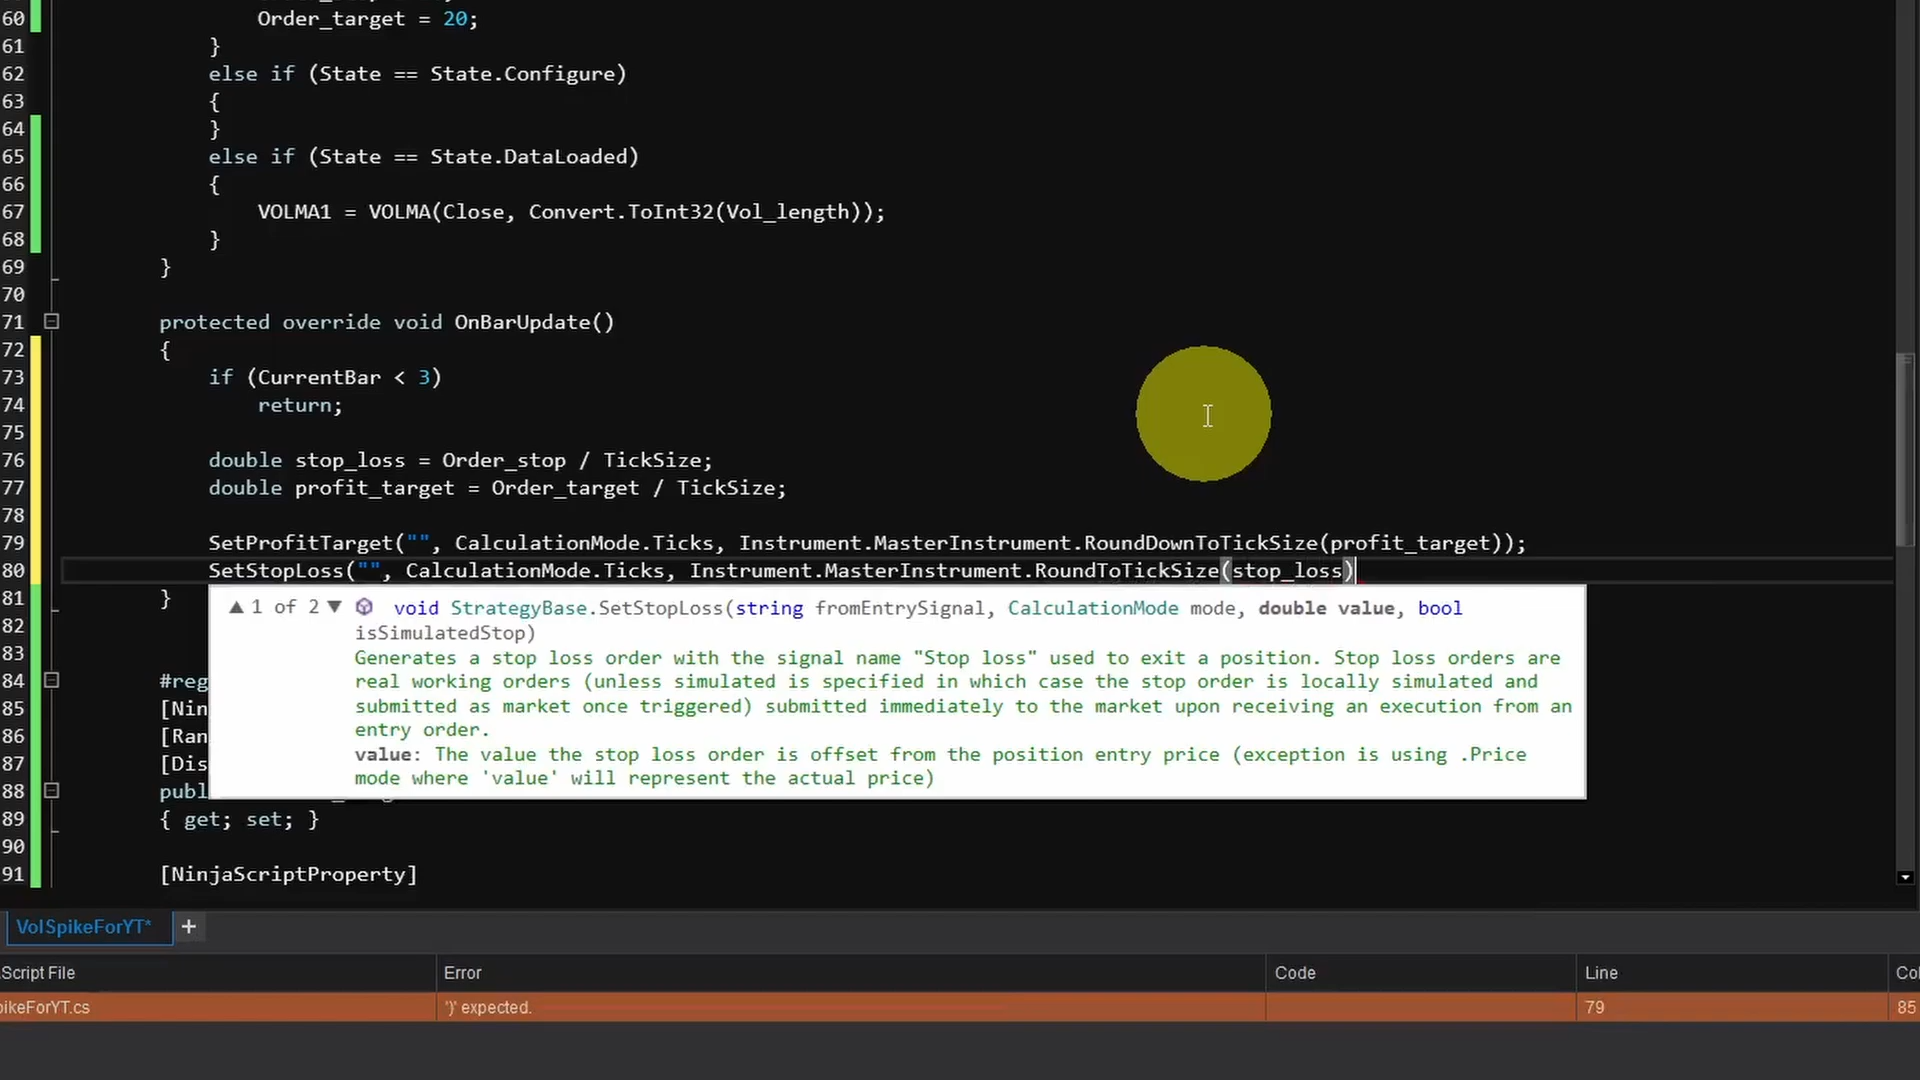 60 Order_target = 20;
61 }
62 else if (State == State.Configure)
63 {
64 }
65 else if (State == State.DataLoaded)
66 {
67 VOLMA1 = VOLMA(Close, Convert.ToInt32(Vol_length));
68 }
69 }
70
71 protected override void OnBarUpdate()
72 {
73 if (CurrentBar < 3)
74 return;
75
76 double stop_loss = Order_stop / TickSize;
77 double profit_target = Order_target / TickSize;
78
79 SetProfitTarget("", CalculationMode.Ticks, Instrument.MasterInstrument.RoundDownToTickSize(profit_target));
80 SetStopLoss("", CalculationMode.Ticks, Instrument.MasterInstrument.RoundToTickSize(stop_loss)
81 }
▲ 1 of 2 ▼ void StrategyBase.SetStopLoss(string fromEntrySignal, CalculationMode mode, double value, bool
82
isSimulatedStop)
83
Generates a stop loss order with the signal name "Stop loss" used to exit a position. Stop loss orders are
84 #reg
real working orders (unless simulated is specified in which case the stop order is locally simulated and
85 [Nin
submitted as market once triggered) submitted immediately to the market upon receiving an execution from an
86 [Ran
entry order.
87 [Dis
value: The value the stop loss order is offset from the position entry price (exception is using .Price
mode where 'value' will represent the actual price)
88 publ
89 { get; set; }
90
91 [NinjaScriptProperty]
VolSpikeForYT* +
Script File Error Code Line Col
pikeForYT.cs ')' expected. 79 85